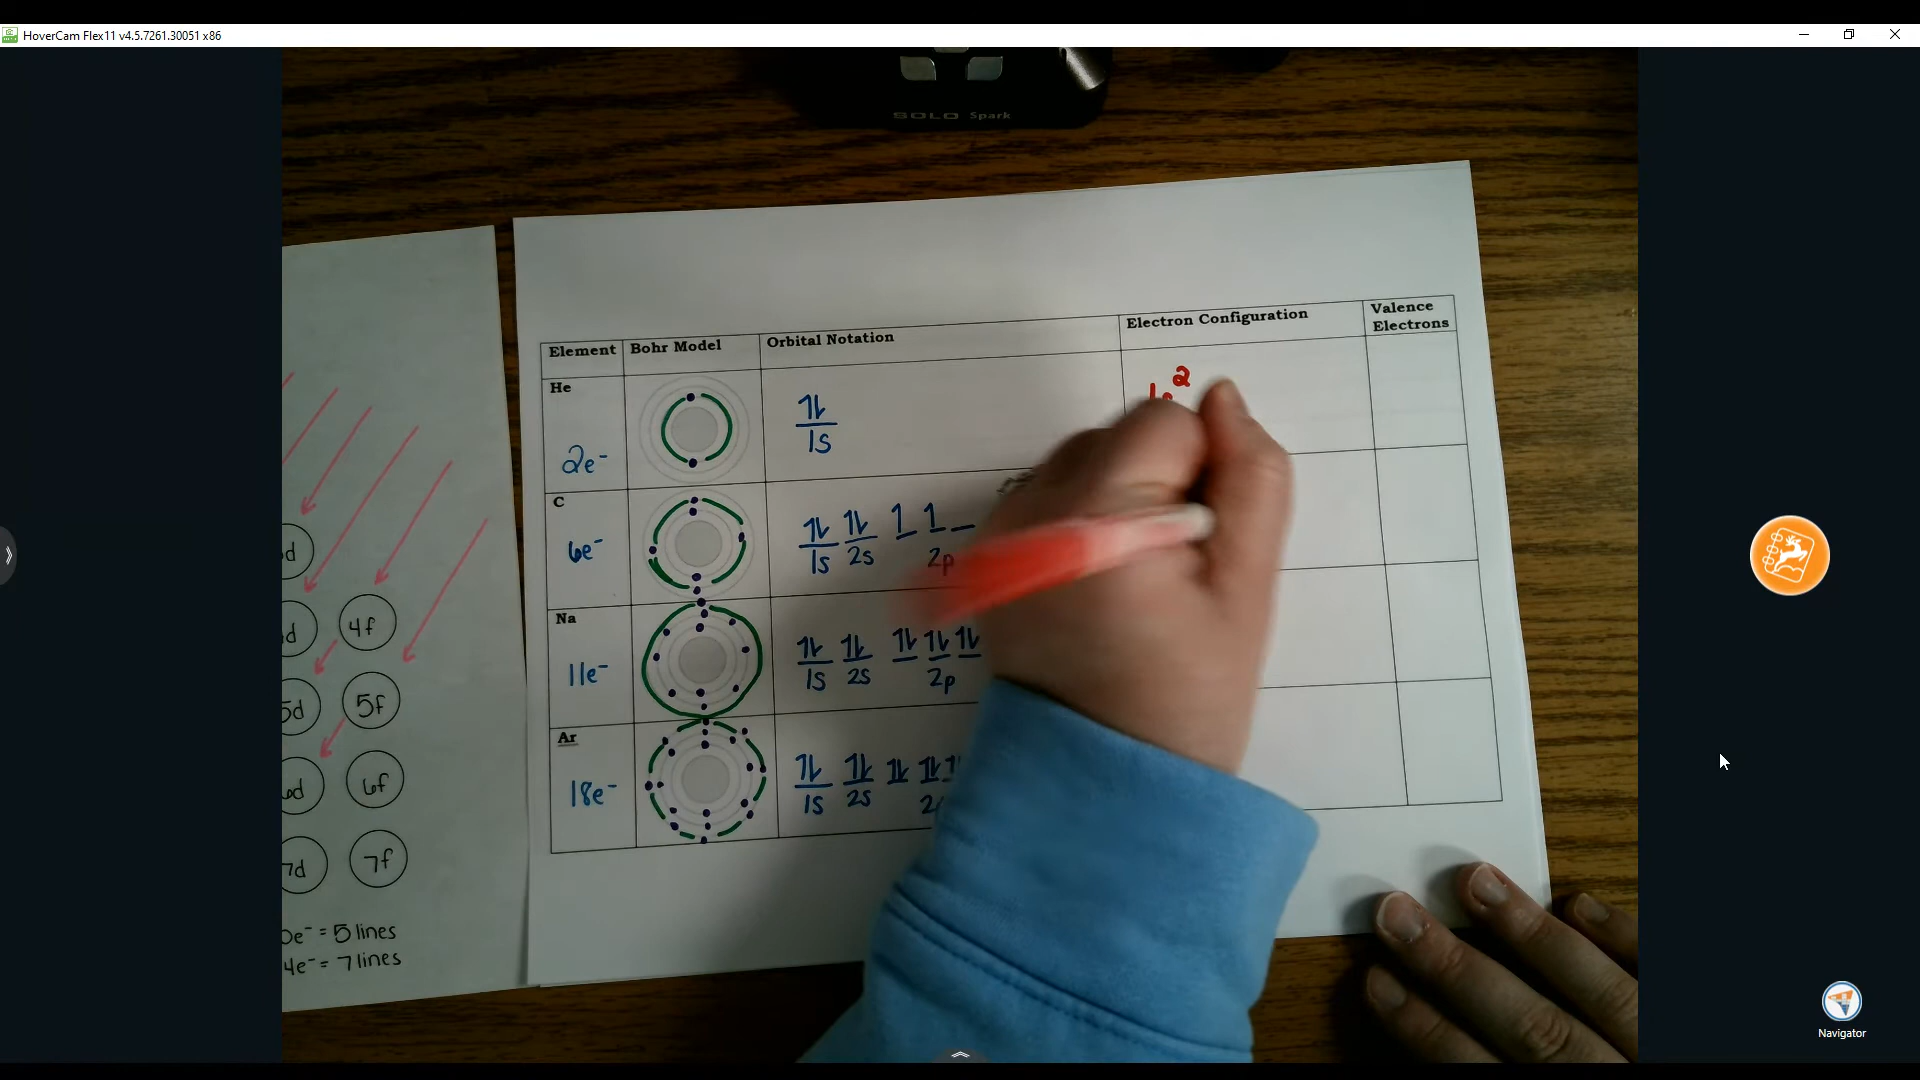 HoverCam Flex11 v4.5.7261.30051 x86
SOLO Spark
Element Bohr Model Orbital Notation Electron Configuration Valence Electrons
He
2e⁻
1s
1s²
C
6e⁻
1s 2s 2p
Na
11e⁻
1s 2s 2p
Ar
18e⁻
1s 2s
4f
5d 5f
6f
7d 7f
= 5 lines
= 7 lines
Navigator